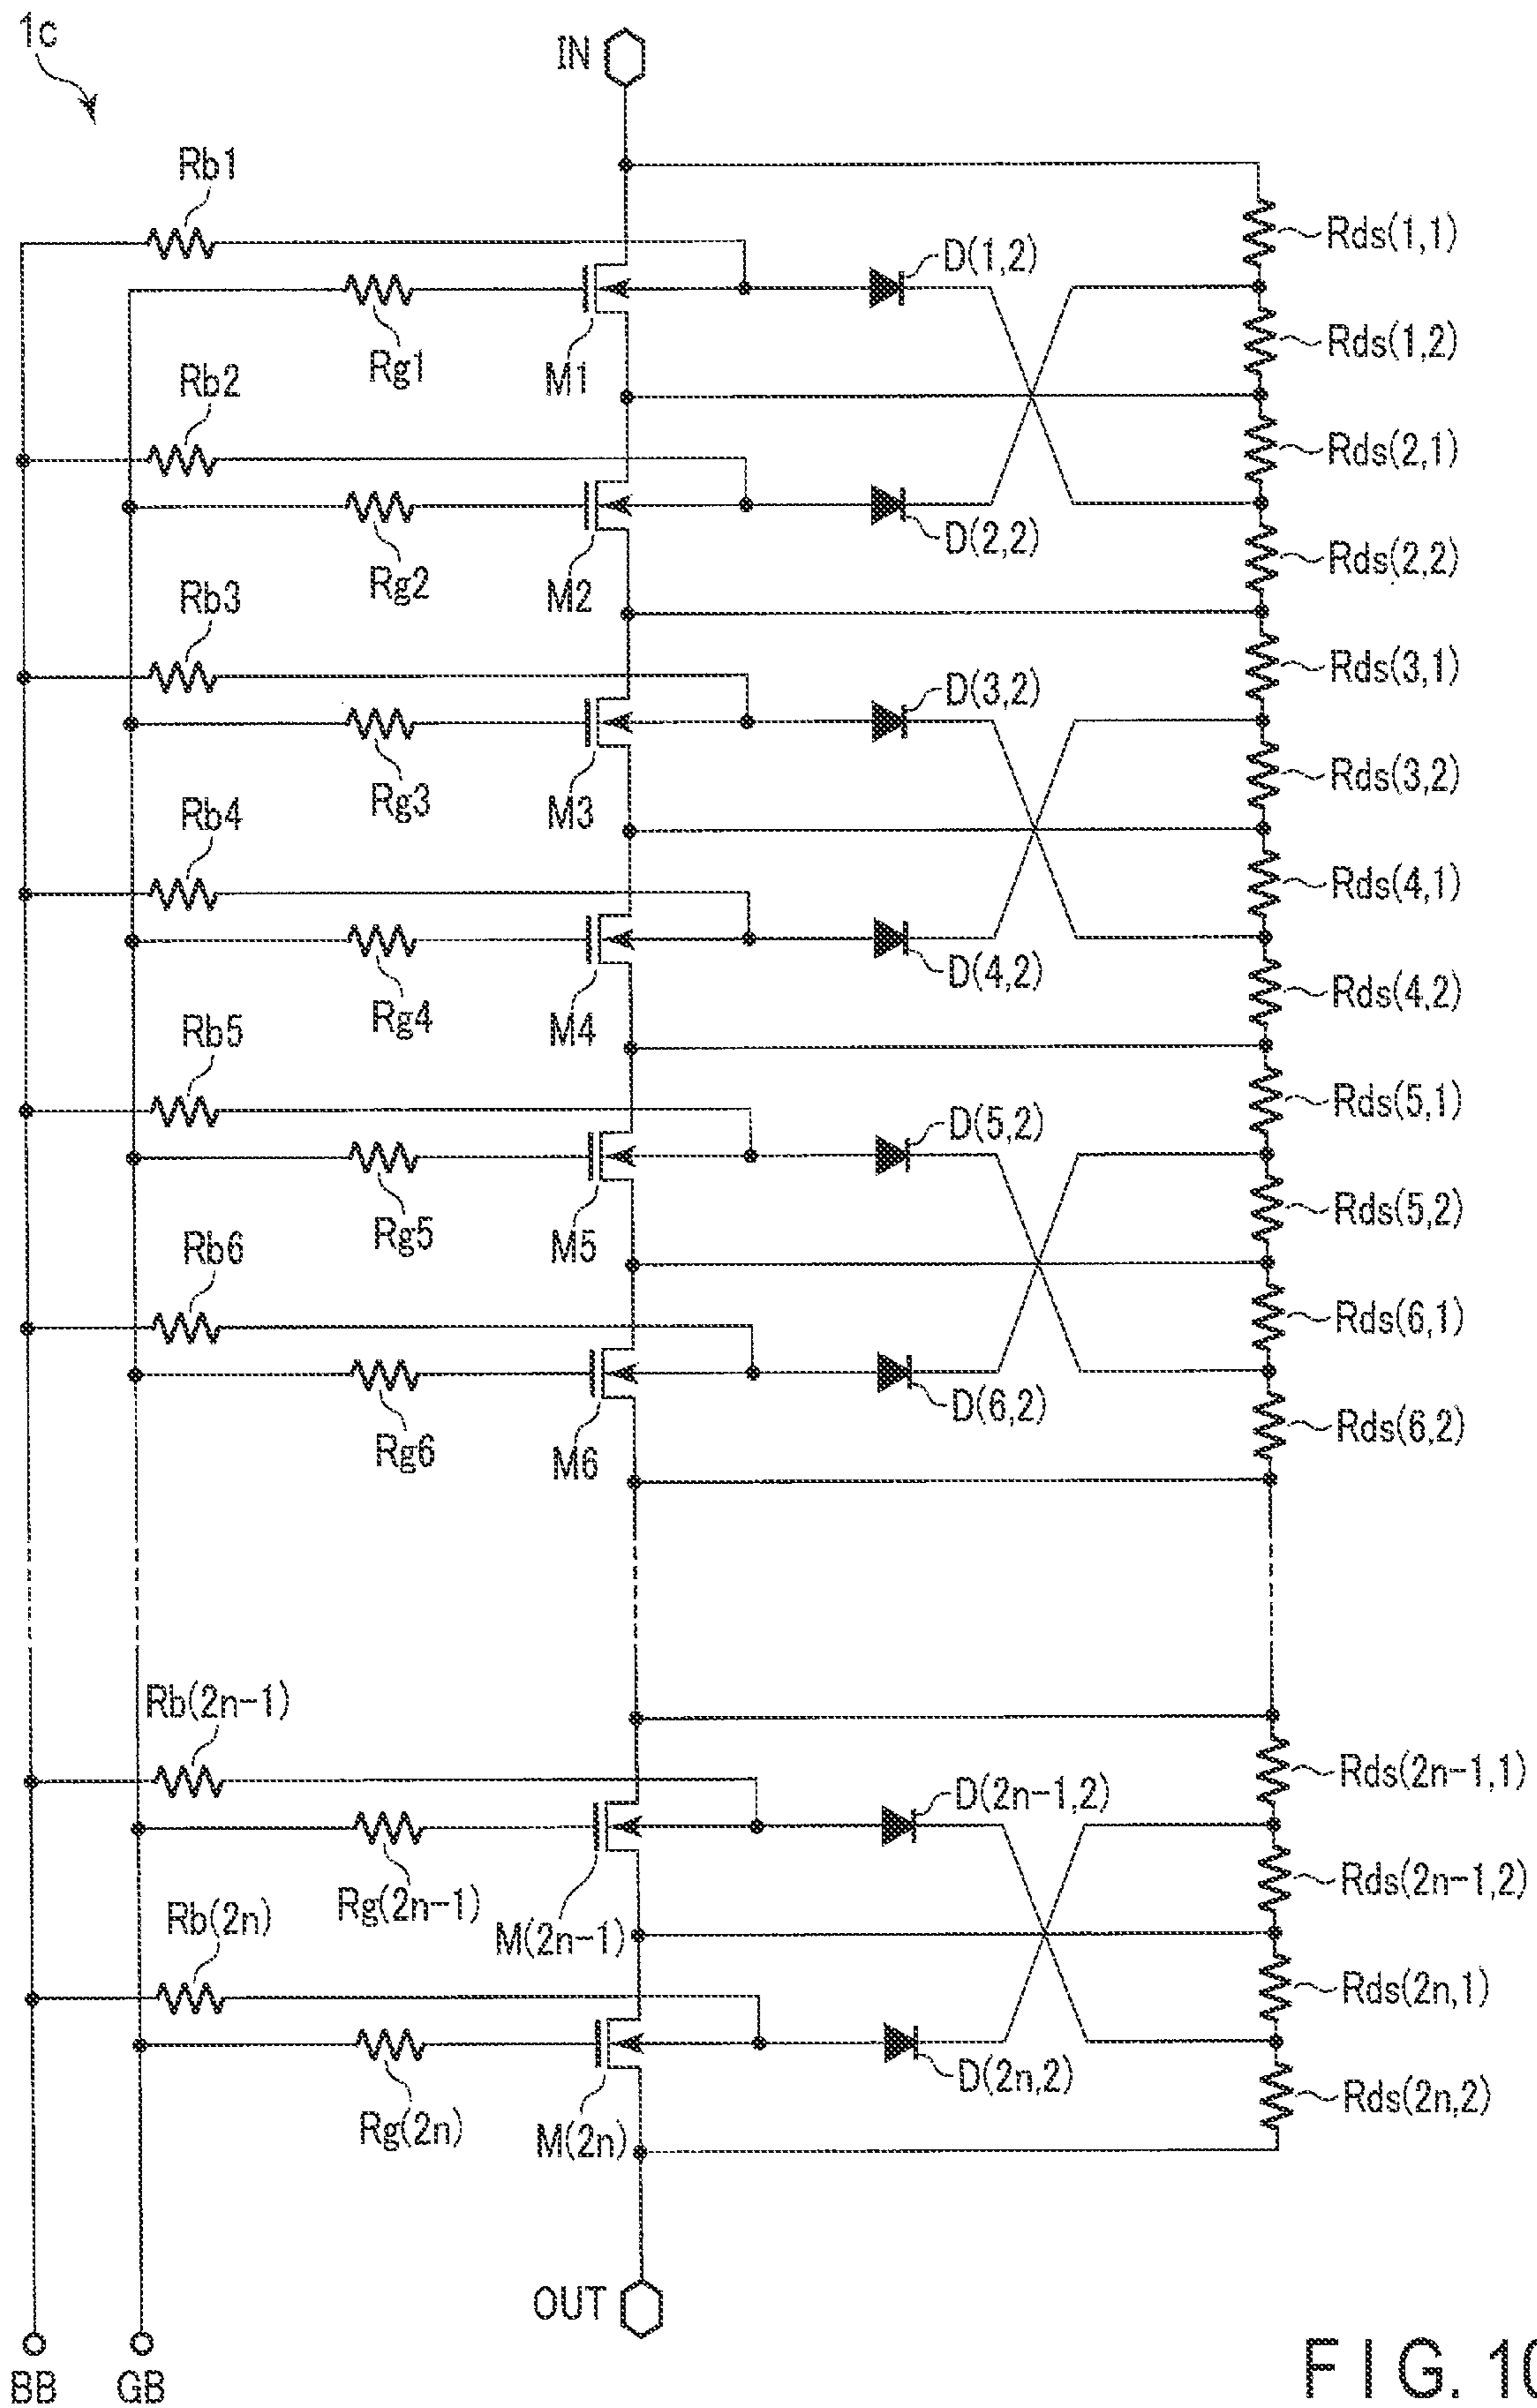 1c
IN
Rb1
D(1,2)
Rds(1,1)
Rg1
M1
Rds(1,2)
Rb2
Rds(2,1)
D(2,2)
Rg2
M2
Rds(2,2)
Rb3
D(3,2)
Rds(3,1)
Rg3
M3
Rds(3,2)
Rb4
Rds(4,1)
D(4,2)
Rg4
M4
Rds(4,2)
Rb5
D(5,2)
Rds(5,1)
Rg5
M5
Rds(5,2)
Rb6
Rds(6,1)
D(6,2)
Rg6
M6
Rds(6,2)
Rb(2n-1)
D(2n-1,2)
Rds(2n-1,1)
Rg(2n-1)
M(2n-1)
Rds(2n-1,2)
Rb(2n)
Rds(2n,1)
D(2n,2)
Rg(2n)
M(2n)
Rds(2n,2)
OUT
BB
GB
FIG. 10